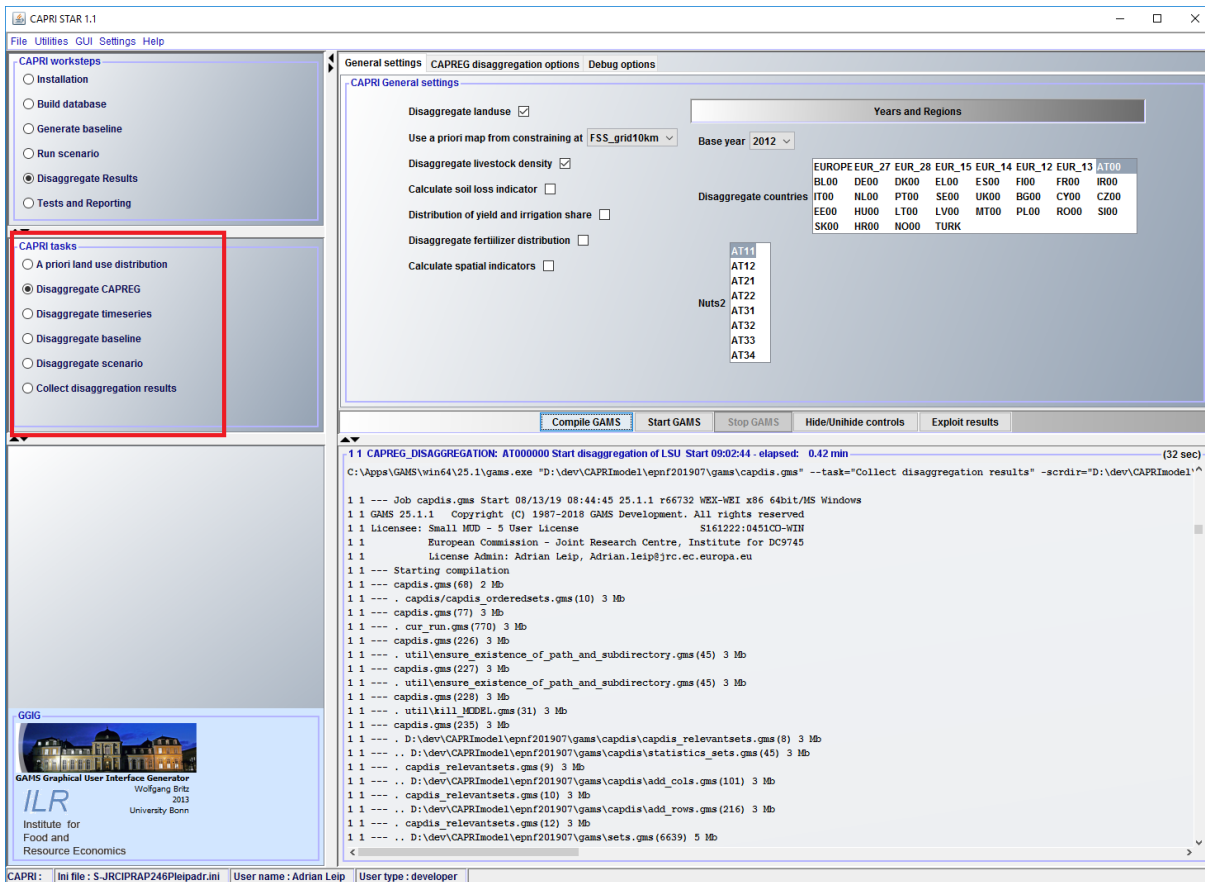 CAPRI STAR 1.1
File Utilities GUI Settings Help
CAPRI worksteps
Installation
Build database
Generate baseline
Run scenario
Disaggregate Results
Tests and Reporting
CAPRI tasks
A priori land use distribution
Disaggregate CAPREG
Disaggregate timeseries
Disaggregate baseline
Disaggregate scenario
Collect disaggregation results
GGIG
GAMS Graphical User Interface Generator
Wolfgang Britz
2013
University Bonn
ILR
Institute for
Food and
Resource Economics
General settings CAPREG disaggregation options Debug options
CAPRI General settings
Disaggregate landuse
Use a priori map from constraining at FSS_grid10km
Disaggregate livestock density
Calculate soil loss indicator
Distribution of yield and irrigation share
Disaggregate fertiilizer distribution
Calculate spatial indicators
Years and Regions
Base year 2012
Disaggregate countries
EUROPE EUR_27 EUR_28 EUR_15 EUR_14 EUR_12 EUR_13 AT00
BL00 DE00 DK00 EL00 ES00 FI00 FR00 IR00
IT00 NL00 PT00 SE00 UK00 BG00 CY00 CZ00
EE00 HU00 LT00 LV00 MT00 PL00 RO00 SI00
SK00 HR00 NO00 TURK
Nuts2
AT11
AT12
AT21
AT22
AT31
AT32
AT33
AT34
Compile GAMS Start GAMS Stop GAMS Hide/Unihide controls Exploit results
1 1 CAPREG_DISAGGREGATION: AT000000 Start disaggregation of LSU Start 09:02:44 - elapsed: 0.42 min (32 sec)
C:\Apps\GAMS\win64\25.1\gams.exe "D:\dev\CAPRImodel\epnf201907\gams\capdis.gms" --task="Collect disaggregation results" -scrdir="D:\dev\CAPRImodel\
1 1 --- Job capdis.gms Start 08/13/19 08:44:45 25.1.1 r66732 WEX-WEI x86 64bit/MS Windows
1 1 GAMS 25.1.1 Copyright (C) 1987-2018 GAMS Development. All rights reserved
1 1 Licensee: Small MUD - 5 User License S161222:0451CO-WIN
1 1 European Commission - Joint Research Centre, Institute for DC9745
1 1 License Admin: Adrian Leip, Adrian.leip@jrc.ec.europa.eu
1 1 --- Starting compilation
1 1 --- capdis.gms(68) 2 Mb
1 1 --- . capdis/capdis_orderedsets.gms(10) 3 Mb
1 1 --- capdis.gms(77) 3 Mb
1 1 --- . cur_run.gms(770) 3 Mb
1 1 --- capdis.gms(226) 3 Mb
1 1 --- . util\ensure_existence_of_path_and_subdirectory.gms(45) 3 Mb
1 1 --- capdis.gms(227) 3 Mb
1 1 --- . util\ensure_existence_of_path_and_subdirectory.gms(45) 3 Mb
1 1 --- capdis.gms(228) 3 Mb
1 1 --- . util\kill_MODEL.gms(31) 3 Mb
1 1 --- capdis.gms(235) 3 Mb
1 1 --- . D:\dev\CAPRImodel\epnf201907\gams\capdis\capdis_relevantsets.gms(8) 3 Mb
1 1 --- .. D:\dev\CAPRImodel\epnf201907\gams\capdis\statistics_sets.gms(45) 3 Mb
1 1 --- . capdis_relevantsets.gms(9) 3 Mb
1 1 --- .. D:\dev\CAPRImodel\epnf201907\gams\capdis\add_cols.gms(101) 3 Mb
1 1 --- . capdis_relevantsets.gms(10) 3 Mb
1 1 --- .. D:\dev\CAPRImodel\epnf201907\gams\capdis\add_rows.gms(216) 3 Mb
1 1 --- . capdis_relevantsets.gms(12) 3 Mb
1 1 --- .. D:\dev\CAPRImodel\epnf201907\gams\sets.gms(6639) 5 Mb
CAPRI : Ini file : S-JRCIPRAP246Pleipadr.ini User name : Adrian Leip User type : developer